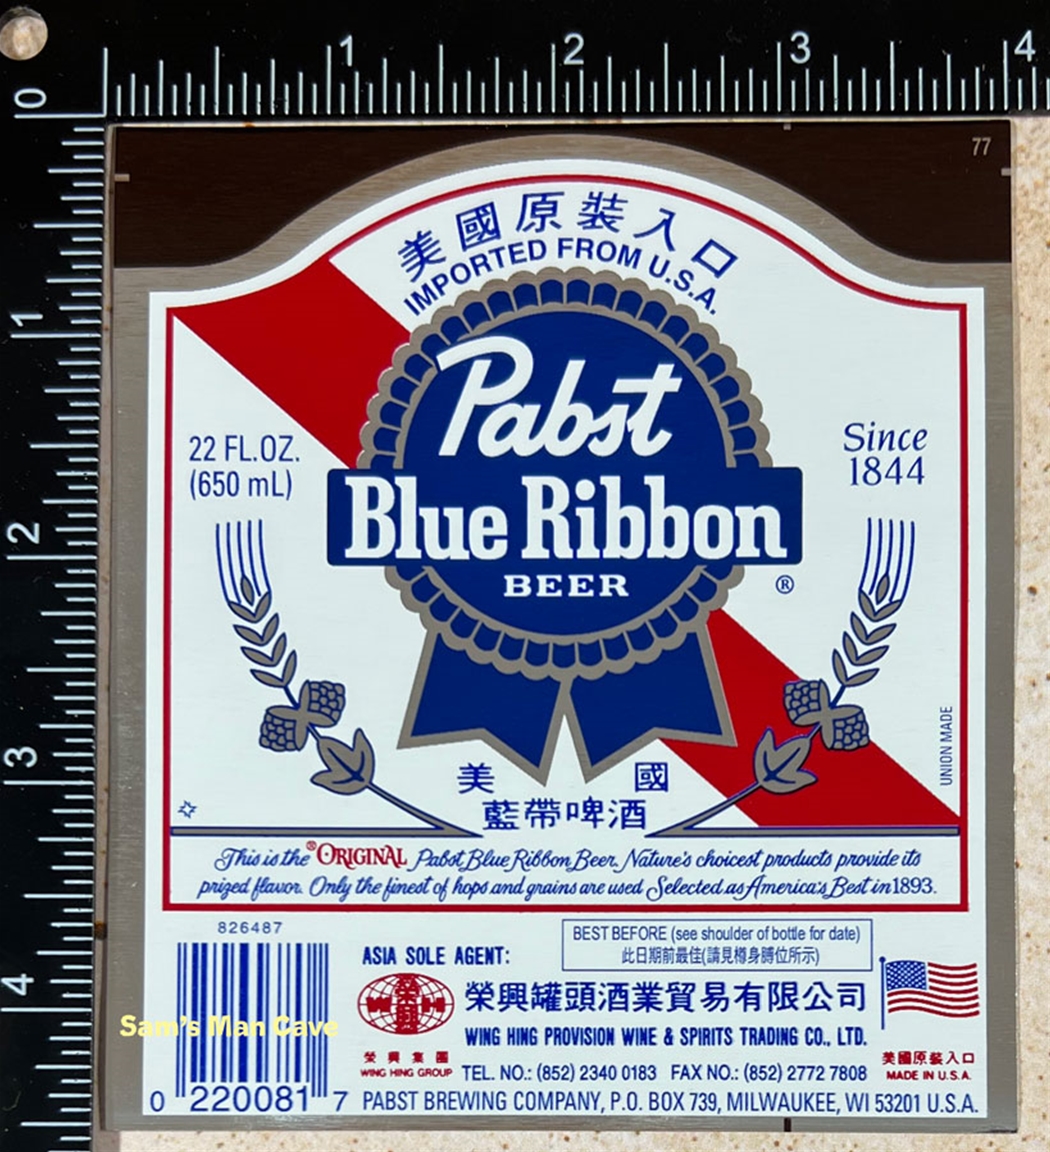 0 1 2 3 4
1
2
3
4
77
美國原裝入口
IMPORTED FROM U.S.A.
Pabst
Blue Ribbon
BEER
®
22 FL.OZ.
(650 mL)
Since
1844
UNION MADE
美 國
藍帶啤酒
This is the ®ORIGINAL Pabst Blue Ribbon Beer. Nature's choicest products provide its
prized flavor. Only the finest of hops and grains are used Selected as America's Best in 1893.
826487
0 220081 7
Sam's Man Cave
BEST BEFORE (see shoulder of bottle for date)
此日期前最佳(請見樽身膊位所示)
ASIA SOLE AGENT:
榮興罐頭酒業貿易有限公司
WING HING PROVISION WINE & SPIRITS TRADING CO., LTD.
榮興集團
WING HING GROUP
TEL. NO.: (852) 2340 0183 FAX NO.: (852) 2772 7808
美國原裝入口
MADE IN U.S.A.
PABST BREWING COMPANY, P.O. BOX 739, MILWAUKEE, WI 53201 U.S.A.